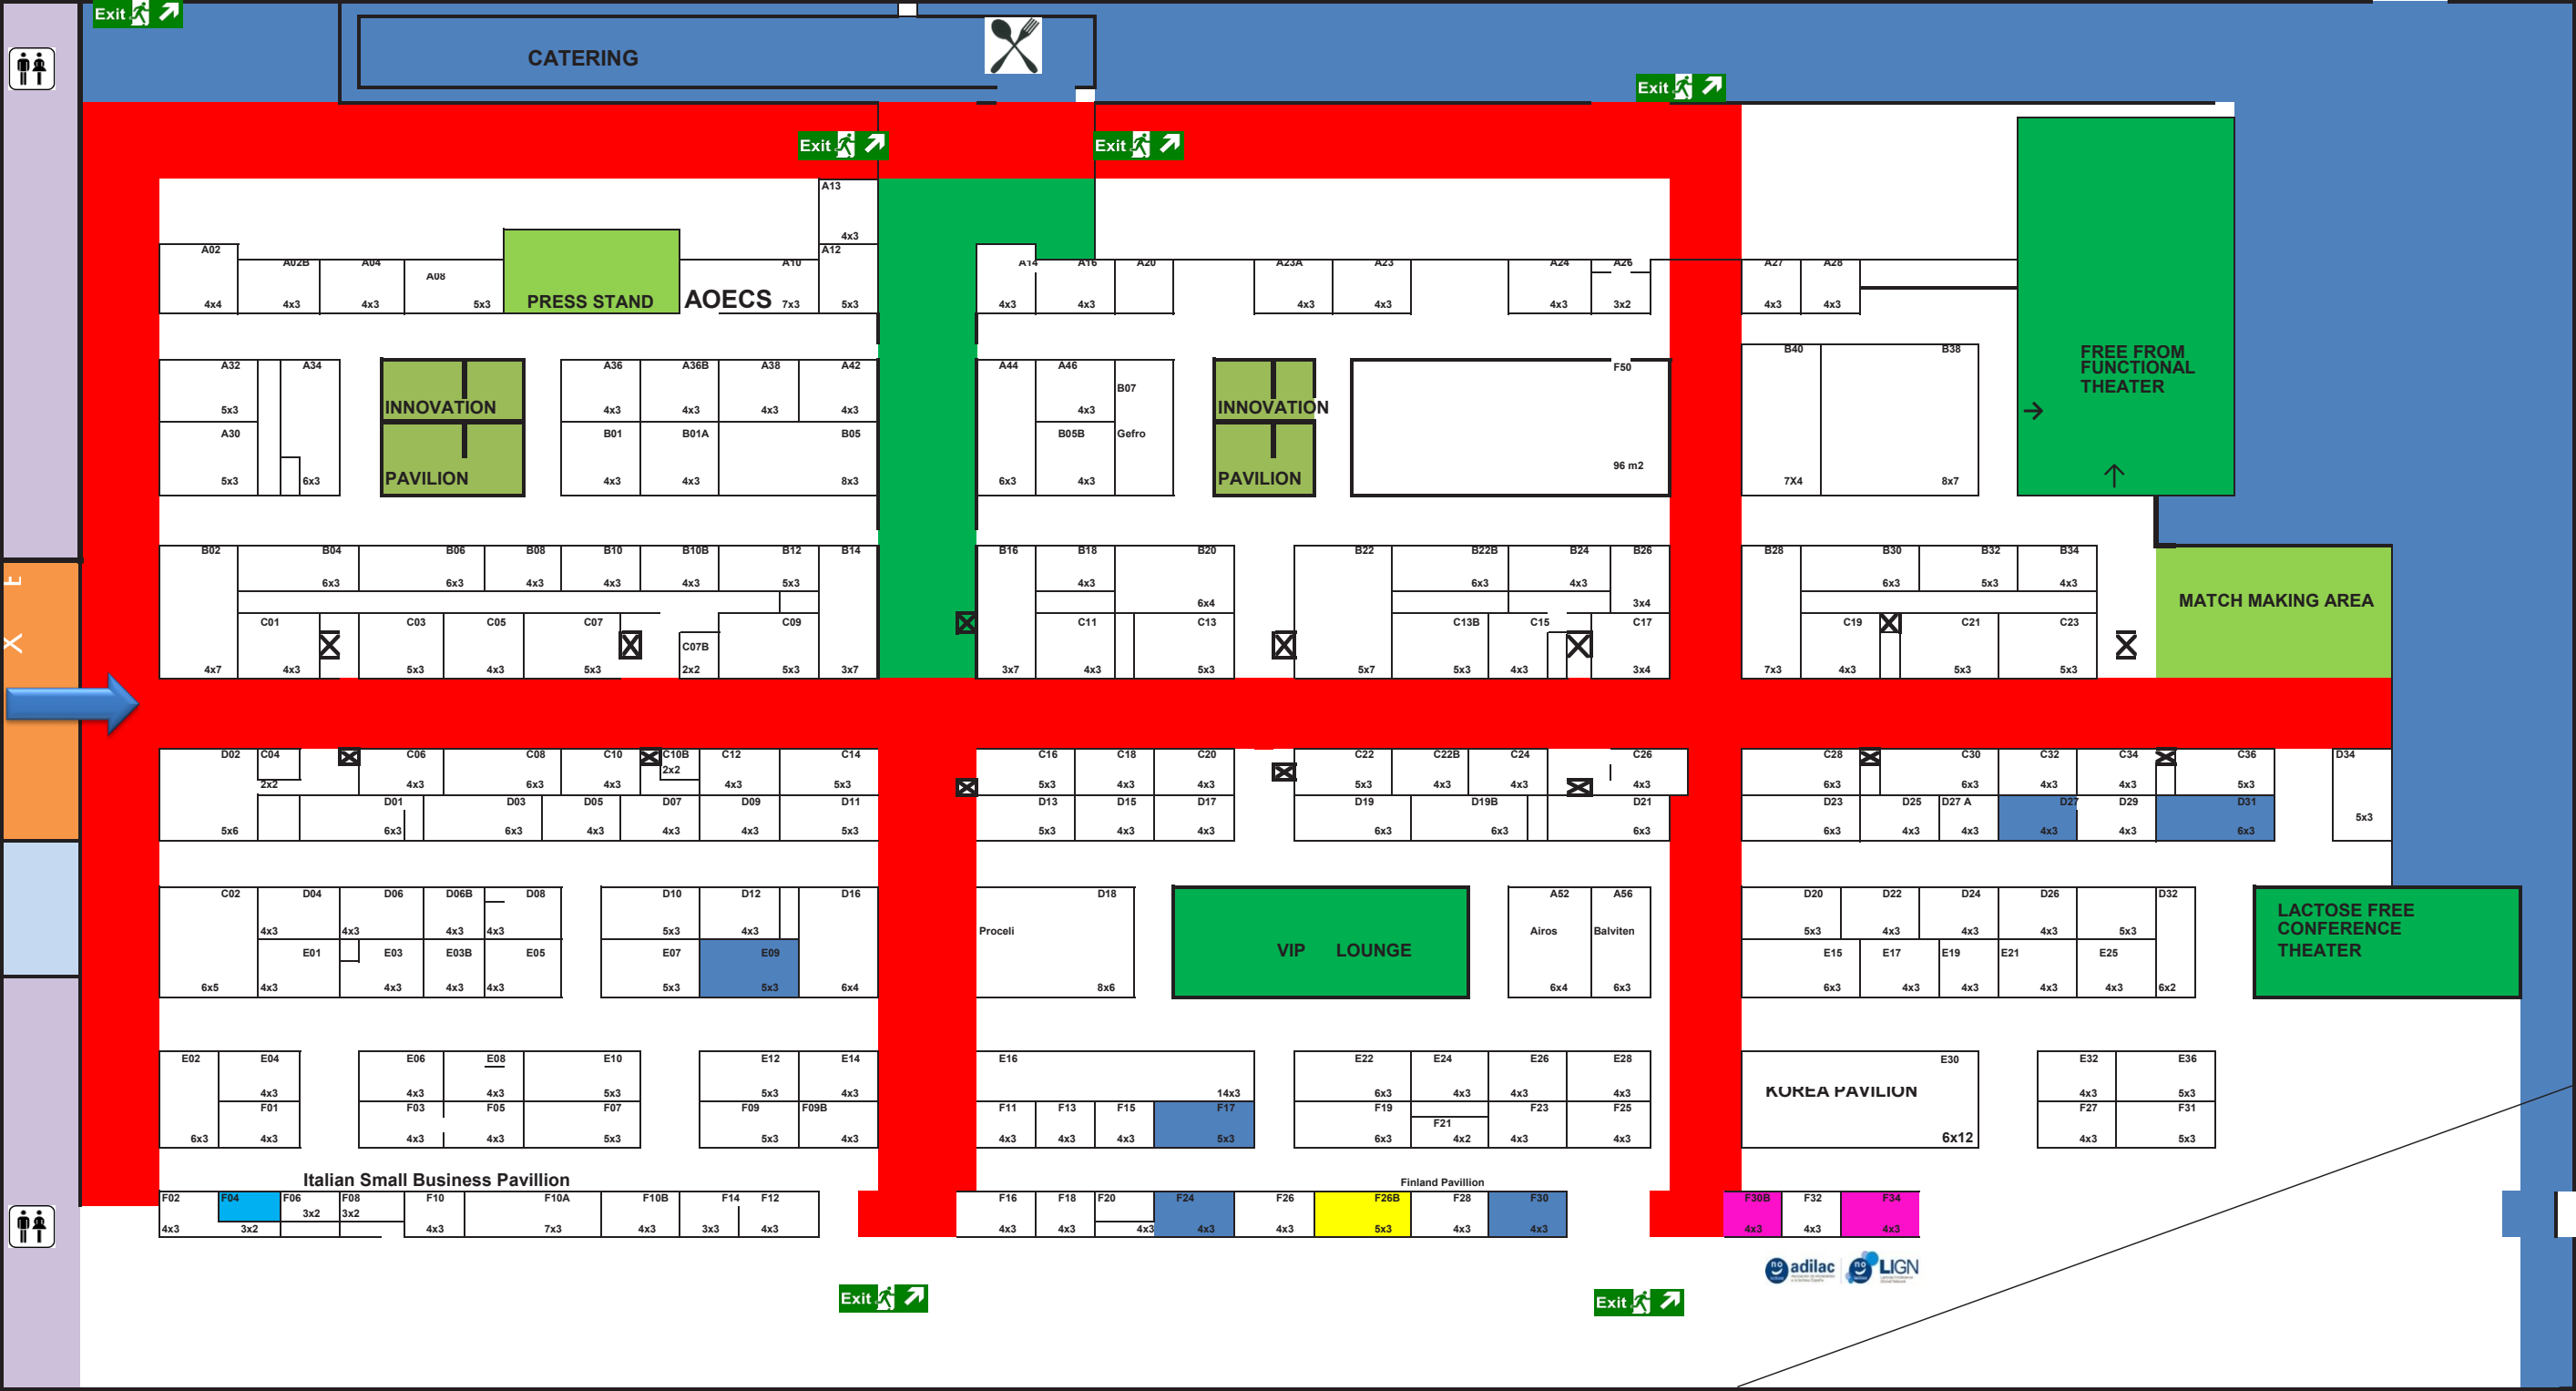 Exit
CATERING
Exit
Exit
Exit
A13
4x3
A02
A12
A02B
A04
A08
A10
A14
A16
A20
A23A
A23
A24
A26
A27
A28
4x4
4x3
4x3
5x3
PRESS STAND
AOECS
7x3
5x3
4x3
4x3
4x3
4x3
4x3
3x2
4x3
4x3
B40
B38
FREE FROM
FUNCTIONAL
THEATER
A32
A34
A36
A36B
A38
A42
A44
A46
F50
B07
5x3
INNOVATION
4x3
4x3
4x3
4x3
4x3
INNOVATION
A30
B01
B01A
B05
B05B
Gefro
96 m2
5x3
6x3
PAVILION
4x3
4x3
8x3
6x3
4x3
PAVILION
7X4
8x7
B02
B04
B06
B08
B10
B10B
B12
B14
B16
B18
B20
B22
B22B
B24
B26
B28
B30
B32
B34
6x3
6x3
4x3
4x3
4x3
5x3
4x3
6x3
4x3
6x3
5x3
4x3
6x4
3x4
MATCH MAKING AREA
C01
C03
C05
C07
C09
C11
C13
C13B
C15
C17
C19
C21
C23
C07B
4x7
4x3
5x3
4x3
5x3
2x2
5x3
3x7
3x7
4x3
5x3
5x7
5x3
4x3
3x4
7x3
4x3
5x3
5x3
X E
D02
C04
C06
C08
C10
C10B
C12
C14
C16
C18
C20
C22
C22B
C24
C26
C28
C30
C32
C34
C36
D34
2x2
2x2
4x3
6x3
4x3
4x3
5x3
5x3
4x3
4x3
5x3
4x3
4x3
4x3
6x3
6x3
4x3
4x3
5x3
D01
D03
D05
D07
D09
D11
D13
D15
D17
D19
D19B
D21
D23
D25
D27 A
D27
D29
D31
5x3
5x6
6x3
6x3
4x3
4x3
4x3
5x3
5x3
4x3
4x3
6x3
6x3
6x3
6x3
4x3
4x3
4x3
4x3
6x3
C02
D04
D06
D06B
D08
D10
D12
D16
D18
A52
A56
D20
D22
D24
D26
D32
4x3
4x3
4x3
4x3
5x3
4x3
Proceli
Airos
Balviten
5x3
4x3
4x3
4x3
5x3
LACTOSE FREE
CONFERENCE
THEATER
E01
E03
E03B
E05
E07
E09
VIP LOUNGE
E15
E17
E19
E21
E25
6x5
4x3
4x3
4x3
4x3
5x3
5x3
6x4
8x6
6x4
6x3
6x3
4x3
4x3
4x3
4x3
6x2
E02
E04
E06
E08
E10
E12
E14
E16
E22
E24
E26
E28
E30
E32
E36
4x3
4x3
4x3
5x3
5x3
4x3
14x3
6x3
4x3
4x3
4x3
KOREA PAVILION
4x3
5x3
F01
F03
F05
F07
F09
F09B
F11
F13
F15
F17
F19
F21
F23
F25
F27
F31
6x3
4x3
4x3
4x3
5x3
5x3
4x3
4x3
4x3
4x3
5x3
6x3
4x2
4x3
4x3
6x12
4x3
5x3
Italian Small Business Pavillion
Finland Pavillion
F02
F04
F06
F08
F10
F10A
F10B
F14
F12
F16
F18
F20
F24
F26
F26B
F28
F30
F30B
F32
F34
3x2
3x2
4x3
3x2
4x3
7x3
4x3
3x3
4x3
4x3
4x3
4x3
4x3
4x3
5x3
4x3
4x3
4x3
4x3
4x3
no adilac
no LIGN
Exit
Exit